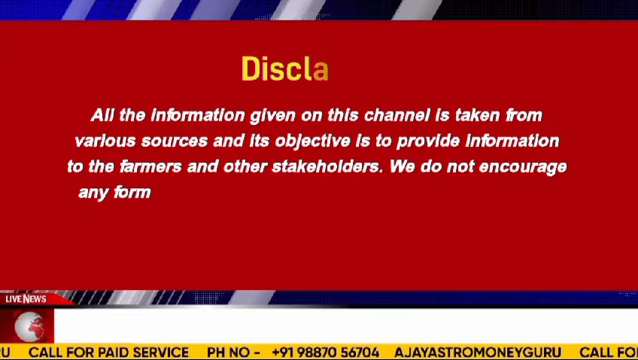 Discla
All the information given on this channel is taken from
various sources and its objective is to provide information
to the farmers and other stakeholders. We do not encourage
any form
LIVE NEWS
RU CALL FOR PAID SERVICE PH NO - +91 98870 56704 AJAYASTROMONEYGURU CALL FO